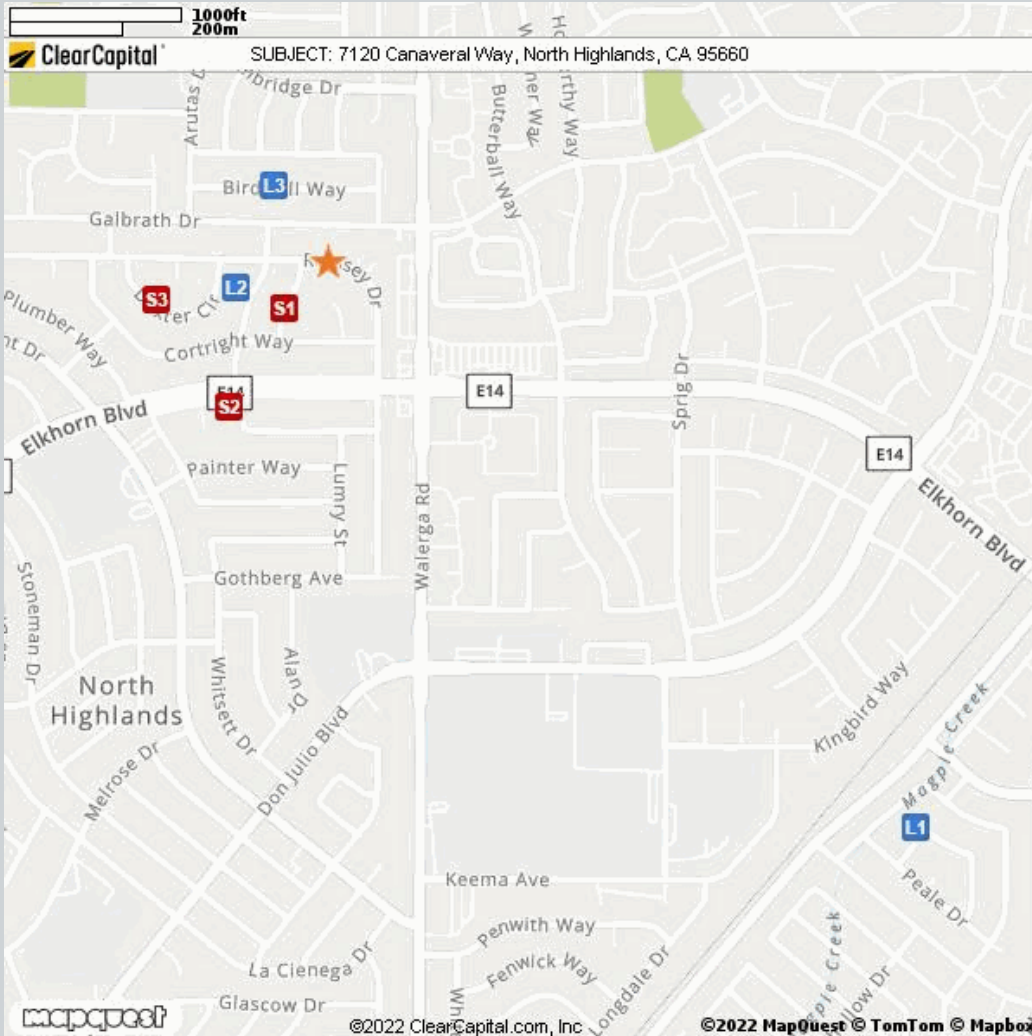 1000ft
200m
ClearCapital
SUBJECT: 7120 Canaveral Way, North Highlands, CA 95660
Arutas
Dr
Butterball Way
Way
Way
L3
Way
Galbrath Dr
Dr
L2
S3
S1
Plumber Way
Cortright Way
Dr
E14
S2
E14
Sprig Dr
Elkhorn Blvd
E14
Painter Way
Lumry St
Walerga Rd
Elkhorn Blvd
Gothberg Ave
Stoneman Dr
Alan Dr
Whitsett Dr
North
Highlands
Don Julio Blvd
Kingbird Way
Melrose Dr
Magpie Creek
L1
Keema Ave
Peale Dr
Penwith Way
Fenwick Way
Longdale Dr
Creek
Dr
La Cienega Dr
Glascow Dr
mapquest
©2022 ClearCapital.com, Inc
©2022 MapQuest © TomTom © Mapbox